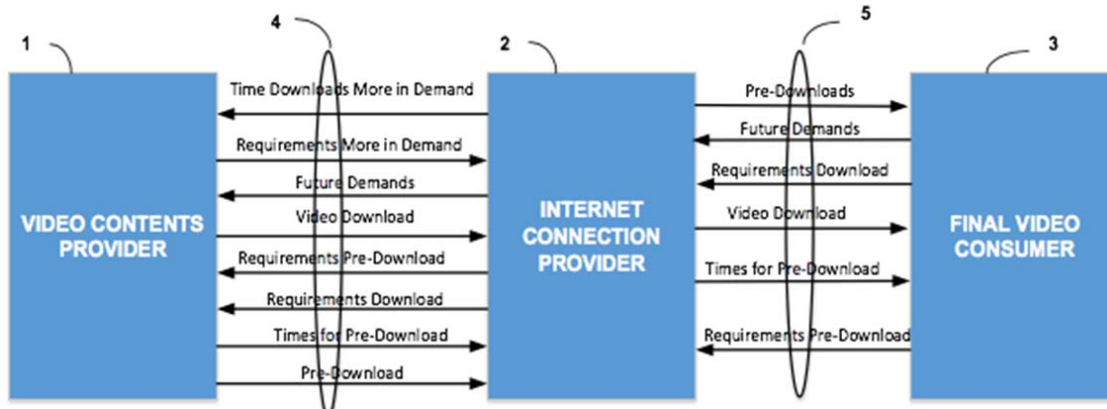 4
5
1
2
3
Time Downloads More in Demand
Requirements More in Demand
Future Demands
Video Download
Requirements Pre-Download
Requirements Download
Times for Pre-Download
Pre-Download
VIDEO CONTENTS
PROVIDER
INTERNET
CONNECTION
PROVIDER
Pre-Downloads
Future Demands
Requirements Download
Video Download
Times for Pre-Download
Requirements Pre-Download
FINAL VIDEO
CONSUMER